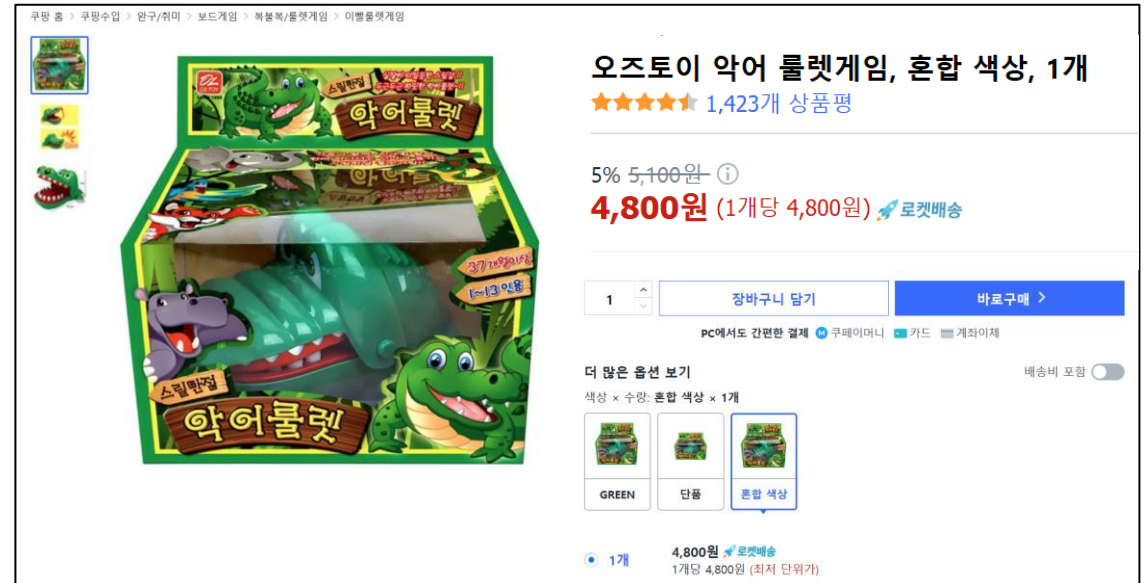 쿠팡 홈 > 쿠팡수입 > 완구/취미 > 보드게임 > 복불복/룰렛게임 > 이빨룰렛게임
오즈토이 악어 룰렛게임, 혼합 색상, 1개
1,423개 상품평
5% 5,100원
4,800원 (1개당 4,800원) 로켓배송
1
장바구니 담기
바로구매 >
PC에서도 간편한 결제 쿠페이머니 카드 계좌이체
더 많은 옵션 보기
배송비 포함
색상 × 수량: 혼합 색상 × 1개
GREEN
단품
혼합 색상
1개
4,800원 로켓배송
1개당 4,800원 (최저 단위가)
스릴만점
악어룰렛
37개월이상
1~13인용
스릴만점
악어룰렛